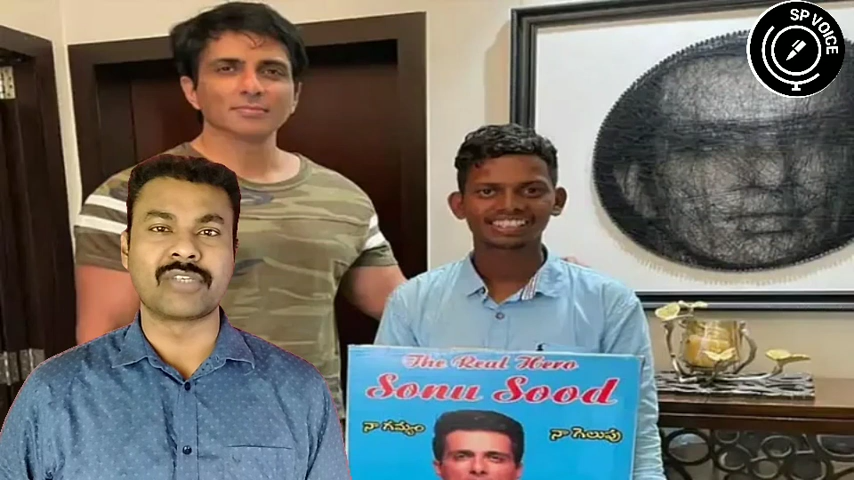 SP VOICE
The Real Hero
Sonu Sood
నా గమ్యం
నా గెలుపు